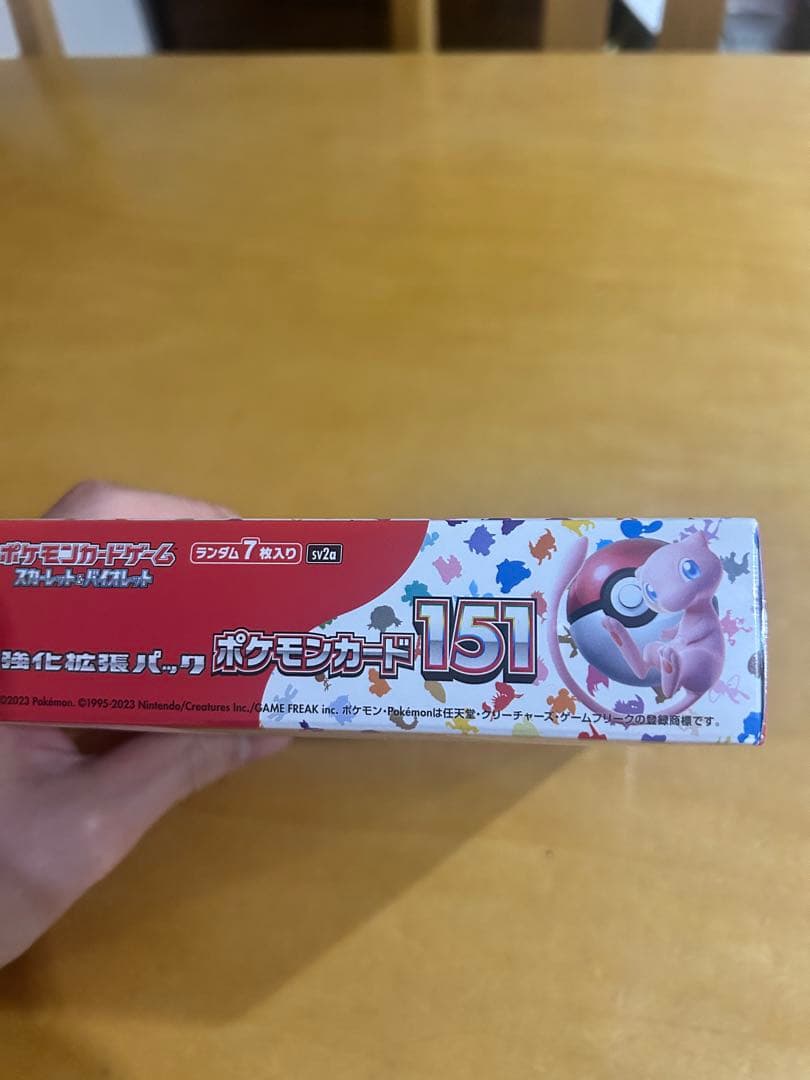 ポケモンカードゲーム
スカーレット&バイオレット
ランダム7枚入り
sv2a
強化拡張パック
ポケモンカード151
©2023 Pokémon. ©1995-2023 Nintendo/Creatures Inc./GAME FREAK inc. ポケモン・Pokémonは任天堂・クリーチャーズ・ゲームフリークの登録商標です。